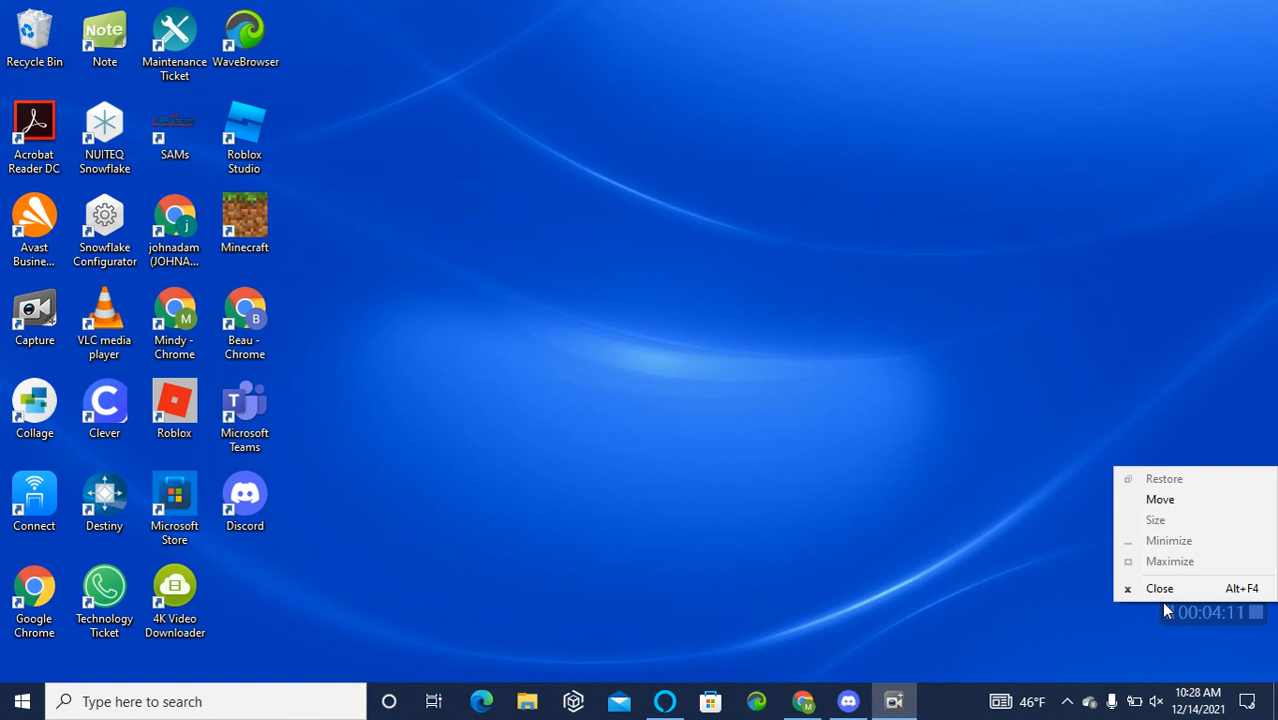 Recycle Bin
Note
Note
Maintenance
Ticket
WaveBrowser
Acrobat
Reader DC
NUITEQ
Snowflake
SAMs
Roblox
Studio
Avast
Busine...
Snowflake
Configurator
j
johnadam
(JOHNA...
Minecraft
Capture
VLC media
player
M
Mindy -
Chrome
B
Beau -
Chrome
Collage
C
Clever
Roblox
T
Microsoft
Teams
Connect
Destiny
Microsoft
Store
Discord
Google
Chrome
Technology
Ticket
4K Video
Downloader
Restore
Move
Size
Minimize
Maximize
Close Alt+F4
00:04:11
Type here to search
M
46°F
10:28 AM
12/14/2021